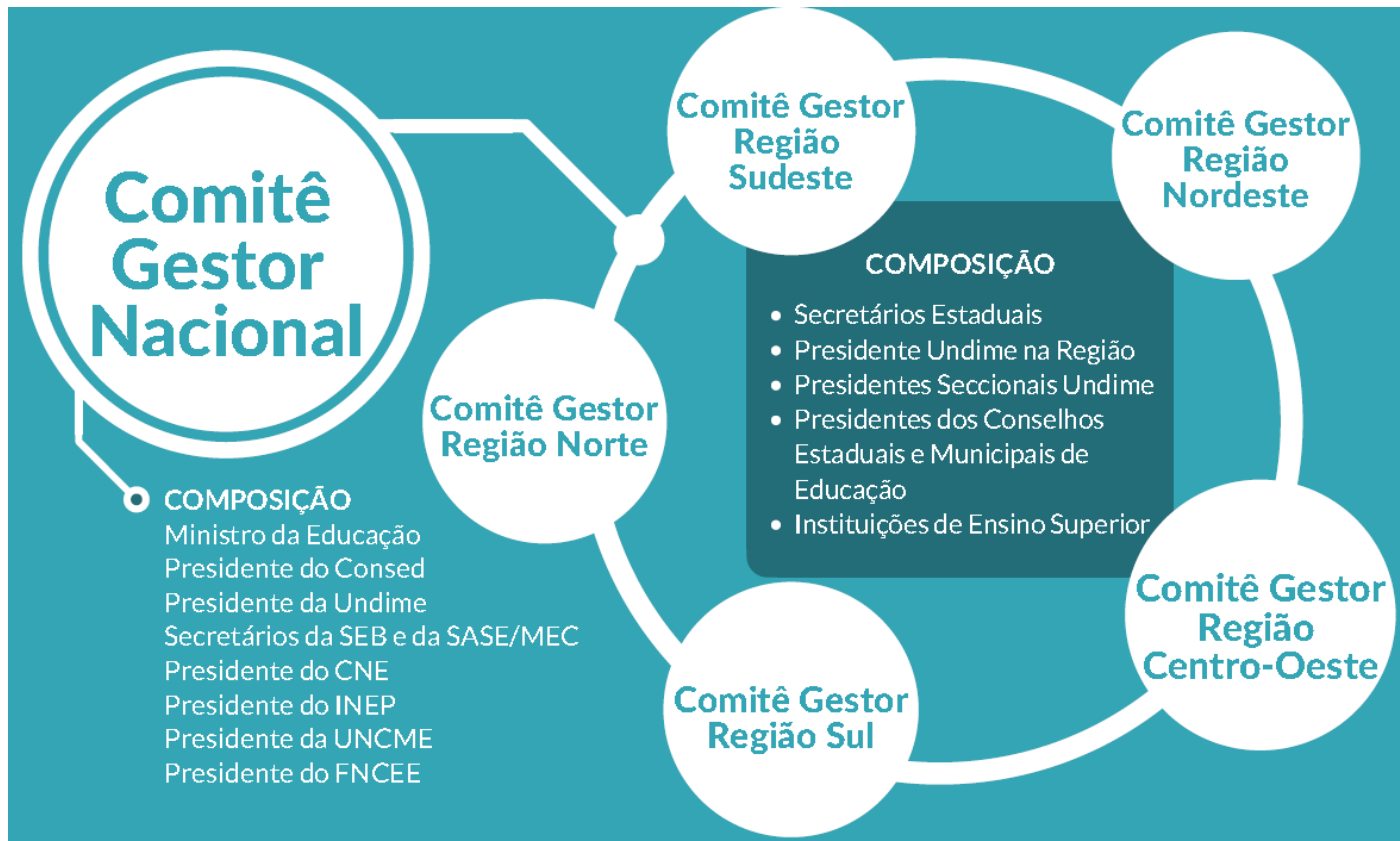 Comitê
Gestor
Nacional
COMPOSIÇÃO
Ministro da Educação
Presidente do Consed
Presidente da Undime
Secretários da SEB e da SASE/MEC
Presidente do CNE
Presidente do INEP
Presidente da UNCME
Presidente do FNCEE
Comitê Gestor
Região
Sudeste
Comitê Gestor
Região
Nordeste
Comitê Gestor
Região Norte
COMPOSIÇÃO
• Secretários Estaduais
• Presidente Undime na Região
• Presidentes Seccionais Undime
• Presidentes dos Conselhos
Estaduais e Municipais de
Educação
• Instituições de Ensino Superior
Comitê Gestor
Região
Centro-Oeste
Comitê Gestor
Região Sul